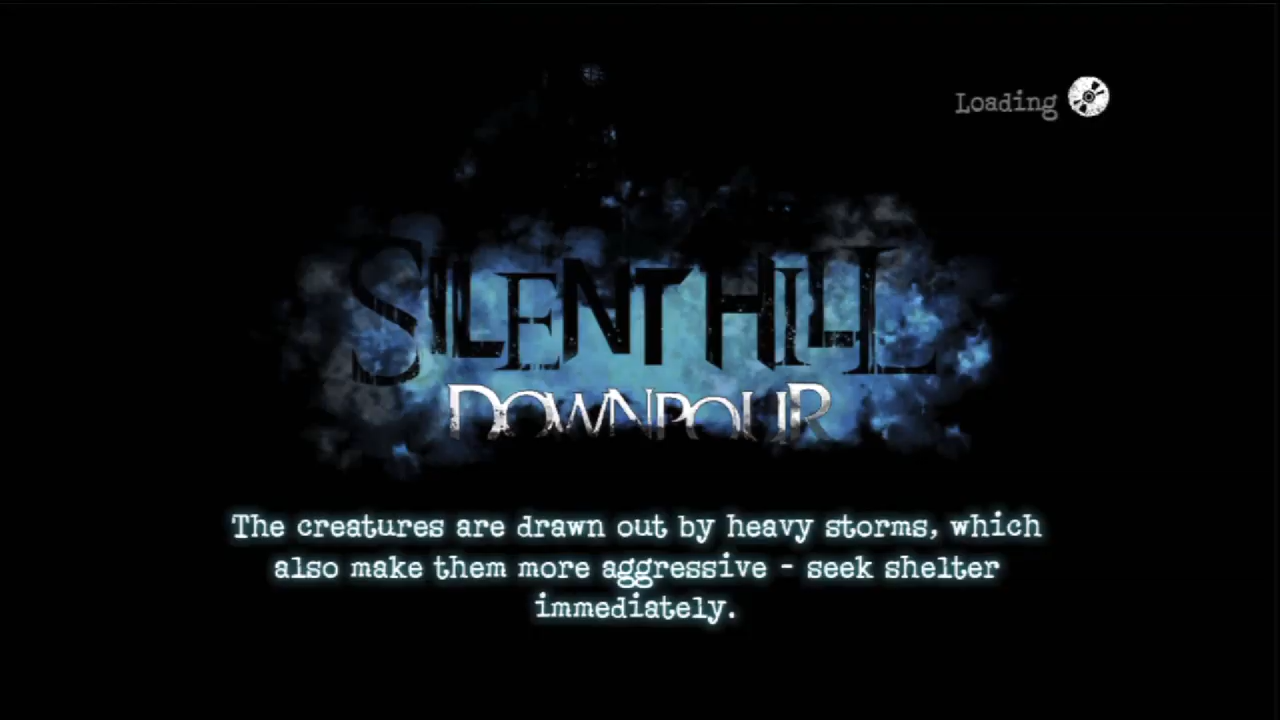 Loading
SILENT HILL
DOWNPOUR
The creatures are drawn out by heavy storms, which
also make them more aggressive - seek shelter
immediately.